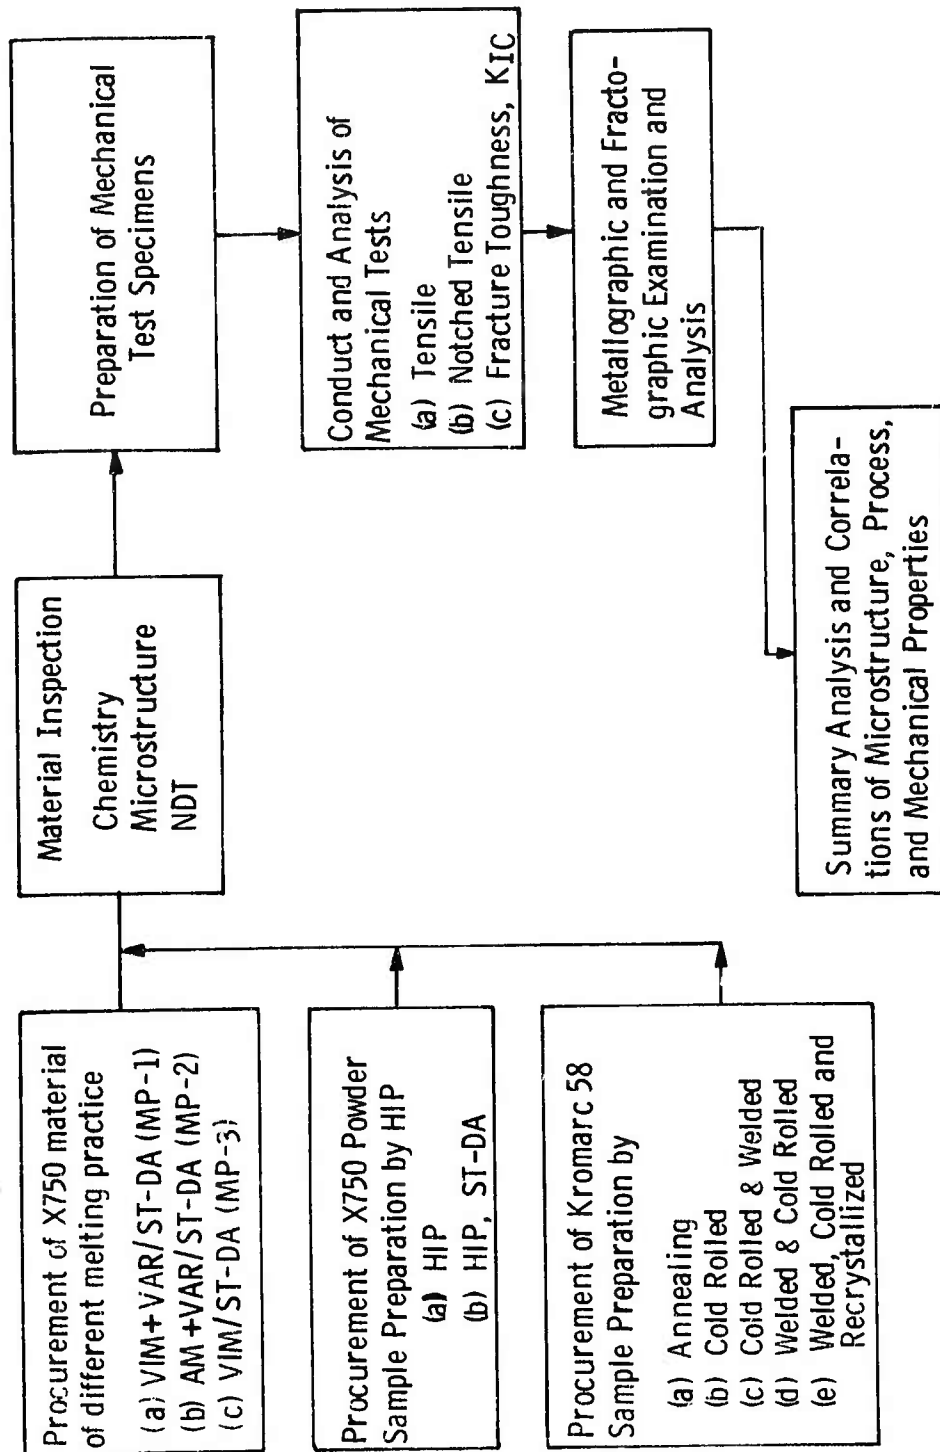 Procurement of X750 material
of different melting practice
(a) VIM+VAR/ST-DA (MP-1)
(b) AM+VAR/ST-DA (MP-2)
(c) VIM/ST-DA (MP-3)
Procurement of X750 Powder
Sample Preparation by HIP
(a) HIP
(b) HIP, ST-DA
Procurement of Kromarc 58
Sample Preparation by
(a) Annealing
(b) Cold Rolled
(c) Cold Rolled & Welded
(d) Welded & Cold Rolled
(e) Welded, Cold Rolled and
Recrystallized
Material Inspection
Chemistry
Microstructure
NDT
Preparation of Mechanical
Test Specimens
Conduct and Analysis of
Mechanical Tests
(a) Tensile
(b) Notched Tensile
(c) Fracture Toughness, KIC
Metallographic and Fracto-
graphic Examination and
Analysis
Summary Analysis and Correla-
tions of Microstructure, Process,
and Mechanical Properties